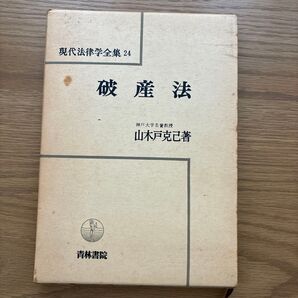 現代法律学全集 24
破産法
神戸大学名誉教授
山木戸克己著
青林書院